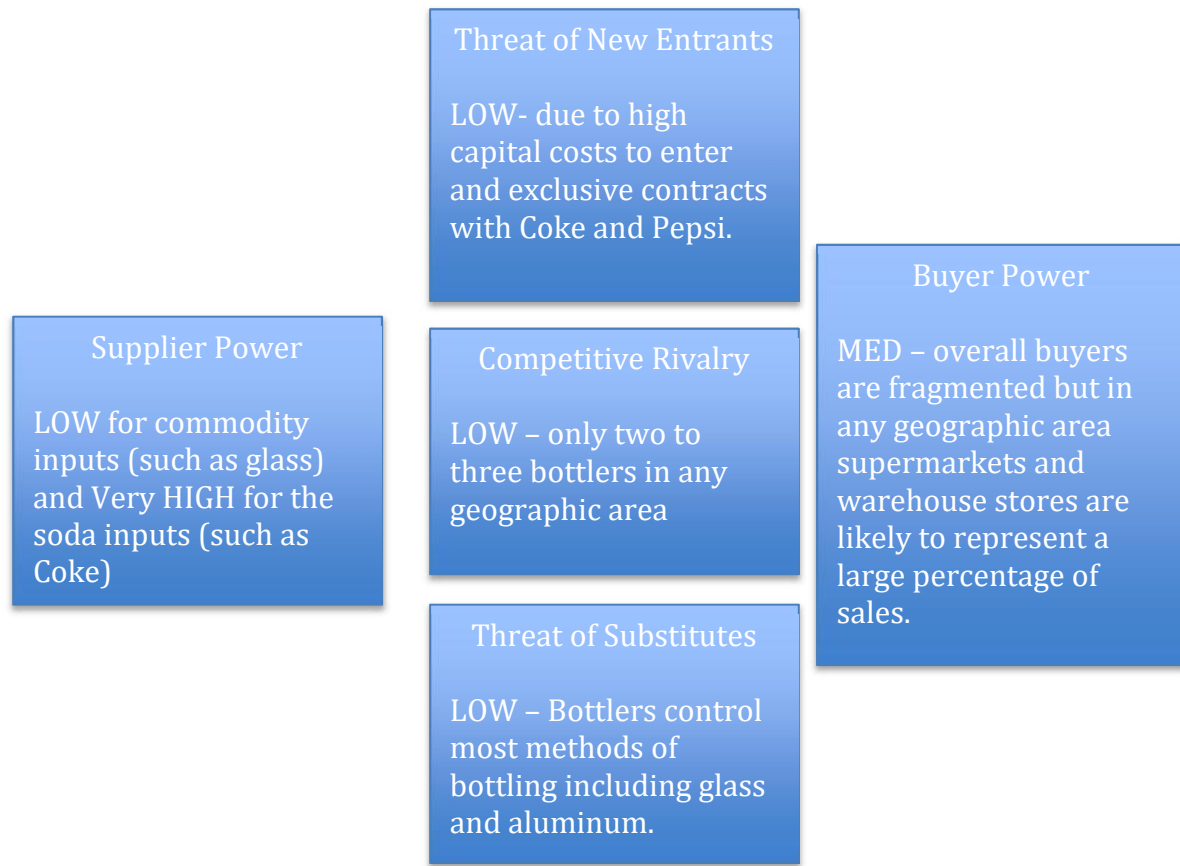 Threat of New Entrants
LOW- due to high
capital costs to enter
and exclusive contracts
with Coke and Pepsi.
Supplier Power
LOW for commodity
inputs (such as glass)
and Very HIGH for the
soda inputs (such as
Coke)
Competitive Rivalry
LOW – only two to
three bottlers in any
geographic area
Buyer Power
MED – overall buyers
are fragmented but in
any geographic area
supermarkets and
warehouse stores are
likely to represent a
large percentage of
sales.
Threat of Substitutes
LOW – Bottlers control
most methods of
bottling including glass
and aluminum.